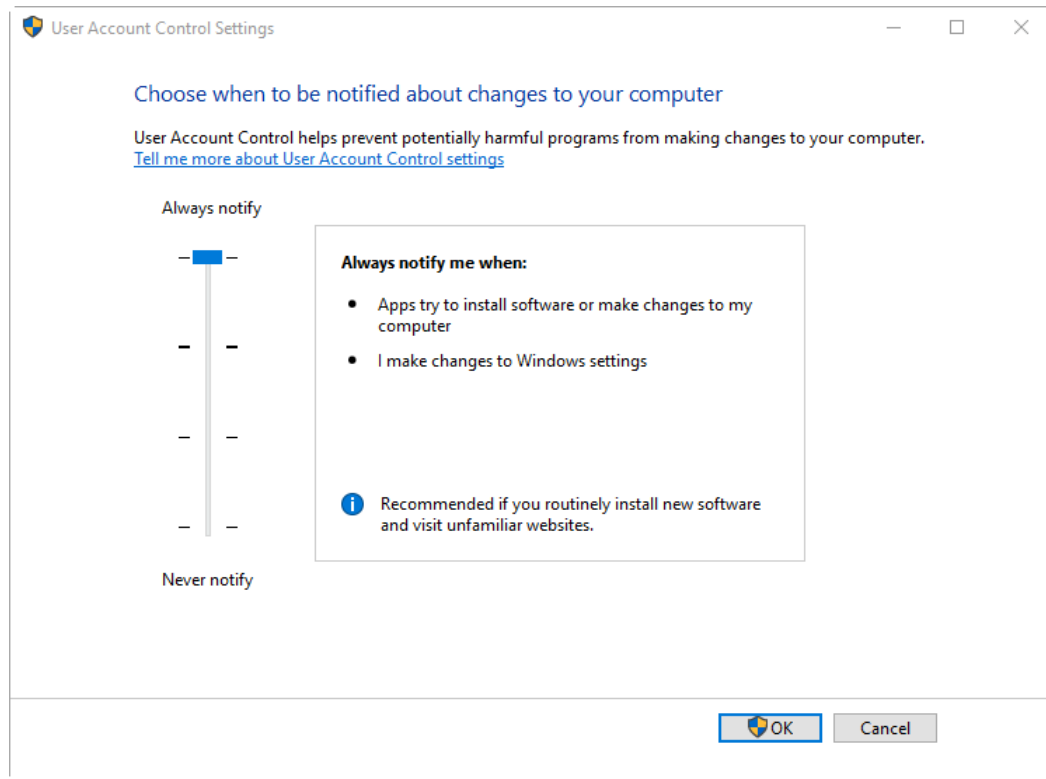 User Account Control Settings
Choose when to be notified about changes to your computer
User Account Control helps prevent potentially harmful programs from making changes to your computer.
Tell me more about User Account Control settings
Always notify
Always notify me when:
Apps try to install software or make changes to my
computer
I make changes to Windows settings
Recommended if you routinely install new software
and visit unfamiliar websites.
Never notify
OK
Cancel